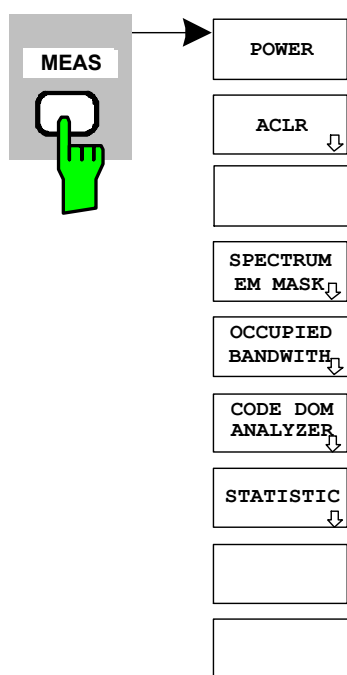 MEAS
POWER
ACLR
SPECTRUM
EM MASK
OCCUPIED
BANDWITH
CODE DOM
ANALYZER
STATISTIC